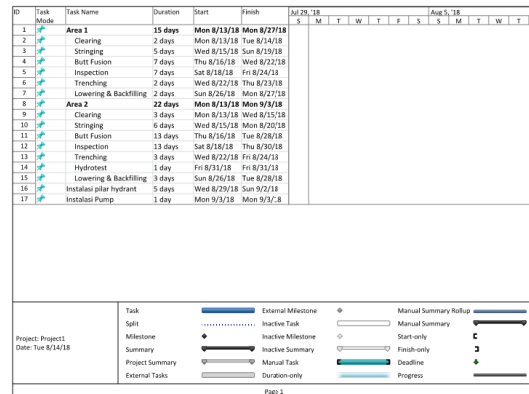 ID Task Mode Task Name Duration Start Finish Jul 29, '18 Aug 5, '18
S M T W T F S S M T W T
1 Area 1 15 days Mon 8/13/18 Mon 8/27/18
2 Clearing 2 days Mon 8/13/18 Tue 8/14/18
3 Stringing 5 days Wed 8/15/18 Sun 8/19/18
4 Butt Fusion 7 days Thu 8/16/18 Wed 8/22/18
5 Inspection 7 days Sat 8/18/18 Fri 8/24/18
6 Trenching 2 days Wed 8/22/18 Thu 8/23/18
7 Lowering & Backfilling 2 days Sun 8/26/18 Mon 8/27/18
8 Area 2 22 days Mon 8/13/18 Mon 9/3/18
9 Clearing 3 days Mon 8/13/18 Wed 8/15/18
10 Stringing 6 days Wed 8/15/18 Mon 8/20/18
11 Butt Fusion 13 days Thu 8/16/18 Tue 8/28/18
12 Inspection 13 days Sat 8/18/18 Thu 8/30/18
13 Trenching 3 days Wed 8/22/18 Fri 8/24/18
14 Hydrotest 1 day Fri 8/31/18 Fri 8/31/18
15 Lowering & Backfilling 3 days Sun 8/26/18 Tue 8/28/18
16 Instalasi pilar hydrant 5 days Wed 8/29/18 Sun 9/2/18
17 Instalasi Pump 1 day Mon 9/3/18 Mon 9/3/18
Project: Project1
Date: Tue 8/14/18
Task External Milestone Manual Summary Rollup
Split Inactive Task Manual Summary
Milestone Inactive Milestone Start-only
Summary Inactive Summary Finish-only
Project Summary Manual Task Deadline
External Tasks Duration-only Progress
Page 1